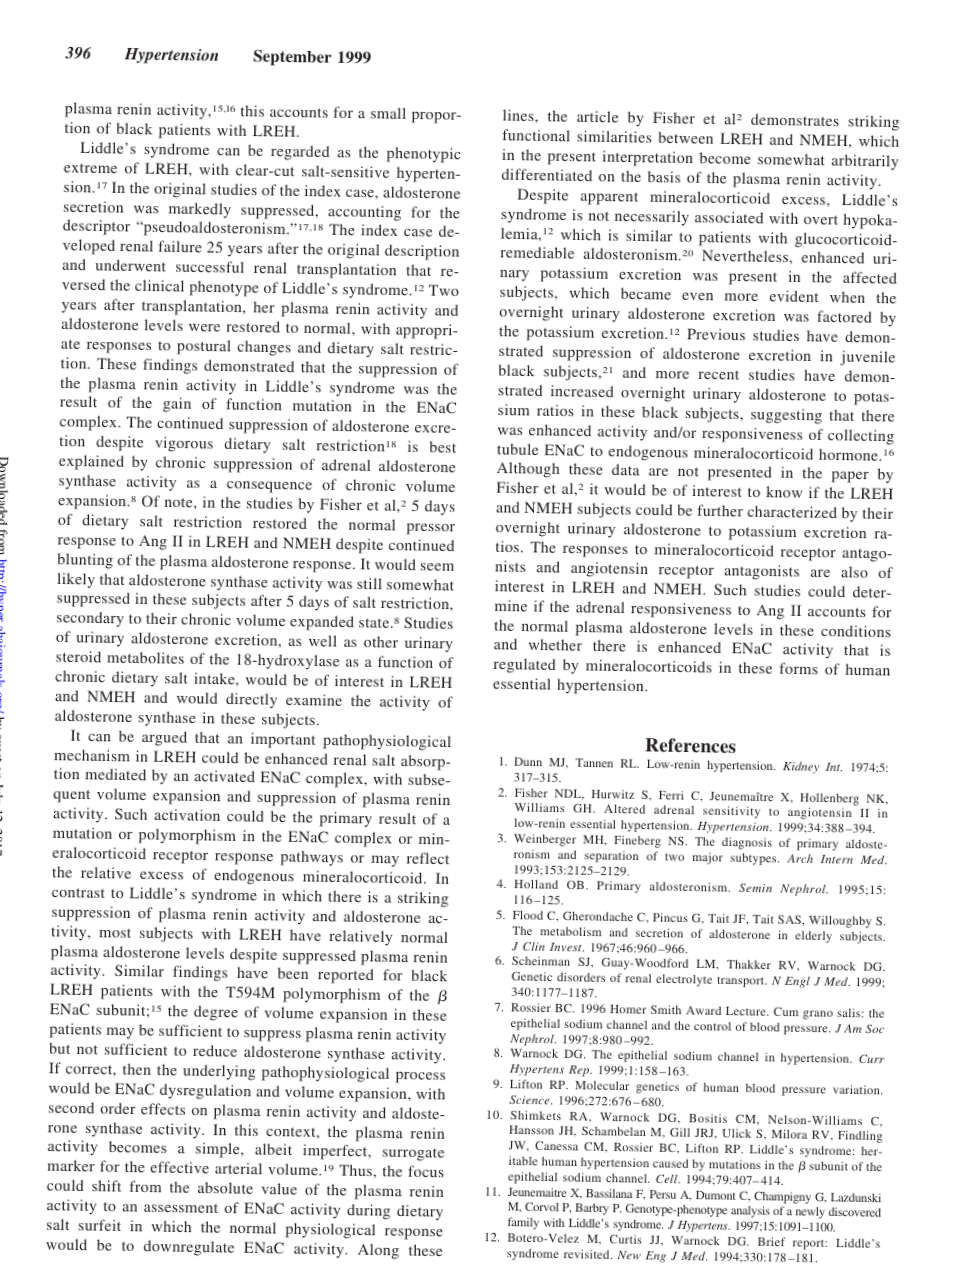 396 Hypertension September 1999
plasma renin activity,15,16 this accounts for a small propor-
tion of black patients with LREH.
Liddle's syndrome can be regarded as the phenotypic
extreme of LREH, with clear-cut salt-sensitive hyperten-
sion.17 In the original studies of the index case, aldosterone
secretion was markedly suppressed, accounting for the
descriptor “pseudoaldosteronism.”17,18 The index case de-
veloped renal failure 25 years after the original description
and underwent successful renal transplantation that re-
versed the clinical phenotype of Liddle's syndrome.12 Two
years after transplantation, her plasma renin activity and
aldosterone levels were restored to normal, with appropri-
ate responses to postural changes and dietary salt restric-
tion. These findings demonstrated that the suppression of
the plasma renin activity in Liddle's syndrome was the
result of the gain of function mutation in the ENaC
complex. The continued suppression of aldosterone excre-
tion despite vigorous dietary salt restriction18 is best
explained by chronic suppression of adrenal aldosterone
synthase activity as a consequence of chronic volume
expansion.8 Of note, in the studies by Fisher et al,2 5 days
of dietary salt restriction restored the normal pressor
response to Ang II in LREH and NMEH despite continued
blunting of the plasma aldosterone response. It would seem
likely that aldosterone synthase activity was still somewhat
suppressed in these subjects after 5 days of salt restriction,
secondary to their chronic volume expanded state.8 Studies
of urinary aldosterone excretion, as well as other urinary
steroid metabolites of the 18-hydroxylase as a function of
chronic dietary salt intake, would be of interest in LREH
and NMEH and would directly examine the activity of
aldosterone synthase in these subjects.
It can be argued that an important pathophysiological
mechanism in LREH could be enhanced renal salt absorp-
tion mediated by an activated ENaC complex, with subse-
quent volume expansion and suppression of plasma renin
activity. Such activation could be the primary result of a
mutation or polymorphism in the ENaC complex or min-
eralocorticoid receptor response pathways or may reflect
the relative excess of endogenous mineralocorticoid. In
contrast to Liddle's syndrome in which there is a striking
suppression of plasma renin activity and aldosterone ac-
tivity, most subjects with LREH have relatively normal
plasma aldosterone levels despite suppressed plasma renin
activity. Similar findings have been reported for black
LREH patients with the T594M polymorphism of the β
ENaC subunit;15 the degree of volume expansion in these
patients may be sufficient to suppress plasma renin activity
but not sufficient to reduce aldosterone synthase activity.
If correct, then the underlying pathophysiological process
would be ENaC dysregulation and volume expansion, with
second order effects on plasma renin activity and aldoste-
rone synthase activity. In this context, the plasma renin
activity becomes a simple, albeit imperfect, surrogate
marker for the effective arterial volume.19 Thus, the focus
could shift from the absolute value of the plasma renin
activity to an assessment of ENaC activity during dietary
salt surfeit in which the normal physiological response
would be to downregulate ENaC activity. Along these
lines, the article by Fisher et al2 demonstrates striking
functional similarities between LREH and NMEH, which
in the present interpretation become somewhat arbitrarily
differentiated on the basis of the plasma renin activity.
Despite apparent mineralocorticoid excess, Liddle's
syndrome is not necessarily associated with overt hypoka-
lemia,12 which is similar to patients with glucocorticoid-
remediable aldosteronism.20 Nevertheless, enhanced uri-
nary potassium excretion was present in the affected
subjects, which became even more evident when the
overnight urinary aldosterone excretion was factored by
the potassium excretion.12 Previous studies have demon-
strated suppression of aldosterone excretion in juvenile
black subjects,21 and more recent studies have demon-
strated increased overnight urinary aldosterone to potas-
sium ratios in these black subjects, suggesting that there
was enhanced activity and/or responsiveness of collecting
tubule ENaC to endogenous mineralocorticoid hormone.16
Although these data are not presented in the paper by
Fisher et al,2 it would be of interest to know if the LREH
and NMEH subjects could be further characterized by their
overnight urinary aldosterone to potassium excretion ra-
tios. The responses to mineralocorticoid receptor antago-
nists and angiotensin receptor antagonists are also of
interest in LREH and NMEH. Such studies could deter-
mine if the adrenal responsiveness to Ang II accounts for
the normal plasma aldosterone levels in these conditions
and whether there is enhanced ENaC activity that is
regulated by mineralocorticoids in these forms of human
essential hypertension.
References
1. Dunn MJ, Tannen RL. Low-renin hypertension. Kidney Int. 1974;5:
317–315.
2. Fisher NDL, Hurwitz S, Ferri C, Jeunemaître X, Hollenberg NK,
Williams GH. Altered adrenal sensitivity to angiotensin II in
low-renin essential hypertension. Hypertension. 1999;34:388–394.
3. Weinberger MH, Fineberg NS. The diagnosis of primary aldoste-
ronism and separation of two major subtypes. Arch Intern Med.
1993;153:2125–2129.
4. Holland OB. Primary aldosteronism. Semin Nephrol. 1995;15:
116–125.
5. Flood C, Gherondache C, Pincus G, Tait JF, Tait SAS, Willoughby S.
The metabolism and secretion of aldosterone in elderly subjects.
J Clin Invest. 1967;46:960–966.
6. Scheinman SJ, Guay-Woodford LM, Thakker RV, Warnock DG.
Genetic disorders of renal electrolyte transport. N Engl J Med. 1999;
340:1177–1187.
7. Rossier BC. 1996 Homer Smith Award Lecture. Cum grano salis: the
epithelial sodium channel and the control of blood pressure. J Am Soc
Nephrol. 1997;8:980–992.
8. Warnock DG. The epithelial sodium channel in hypertension. Curr
Hypertens Rep. 1999;1:158–163.
9. Lifton RP. Molecular genetics of human blood pressure variation.
Science. 1996;272:676–680.
10. Shimkets RA, Warnock DG, Bositis CM, Nelson-Williams C,
Hansson JH, Schambelan M, Gill JRJ, Ulick S, Milora RV, Findling
JW, Canessa CM, Rossier BC, Lifton RP. Liddle's syndrome: her-
itable human hypertension caused by mutations in the β subunit of the
epithelial sodium channel. Cell. 1994;79:407–414.
11. Jeunemaitre X, Bassilana F, Persu A, Dumont C, Champigny G, Lazdunski
M, Corvol P, Barbry P. Genotype-phenotype analysis of a newly discovered
family with Liddle's syndrome. J Hypertens. 1997;15:1091–1100.
12. Botero-Velez M, Curtis JJ, Warnock DG. Brief report: Liddle's
syndrome revisited. New Eng J Med. 1994;330:178–181.
Downloaded from